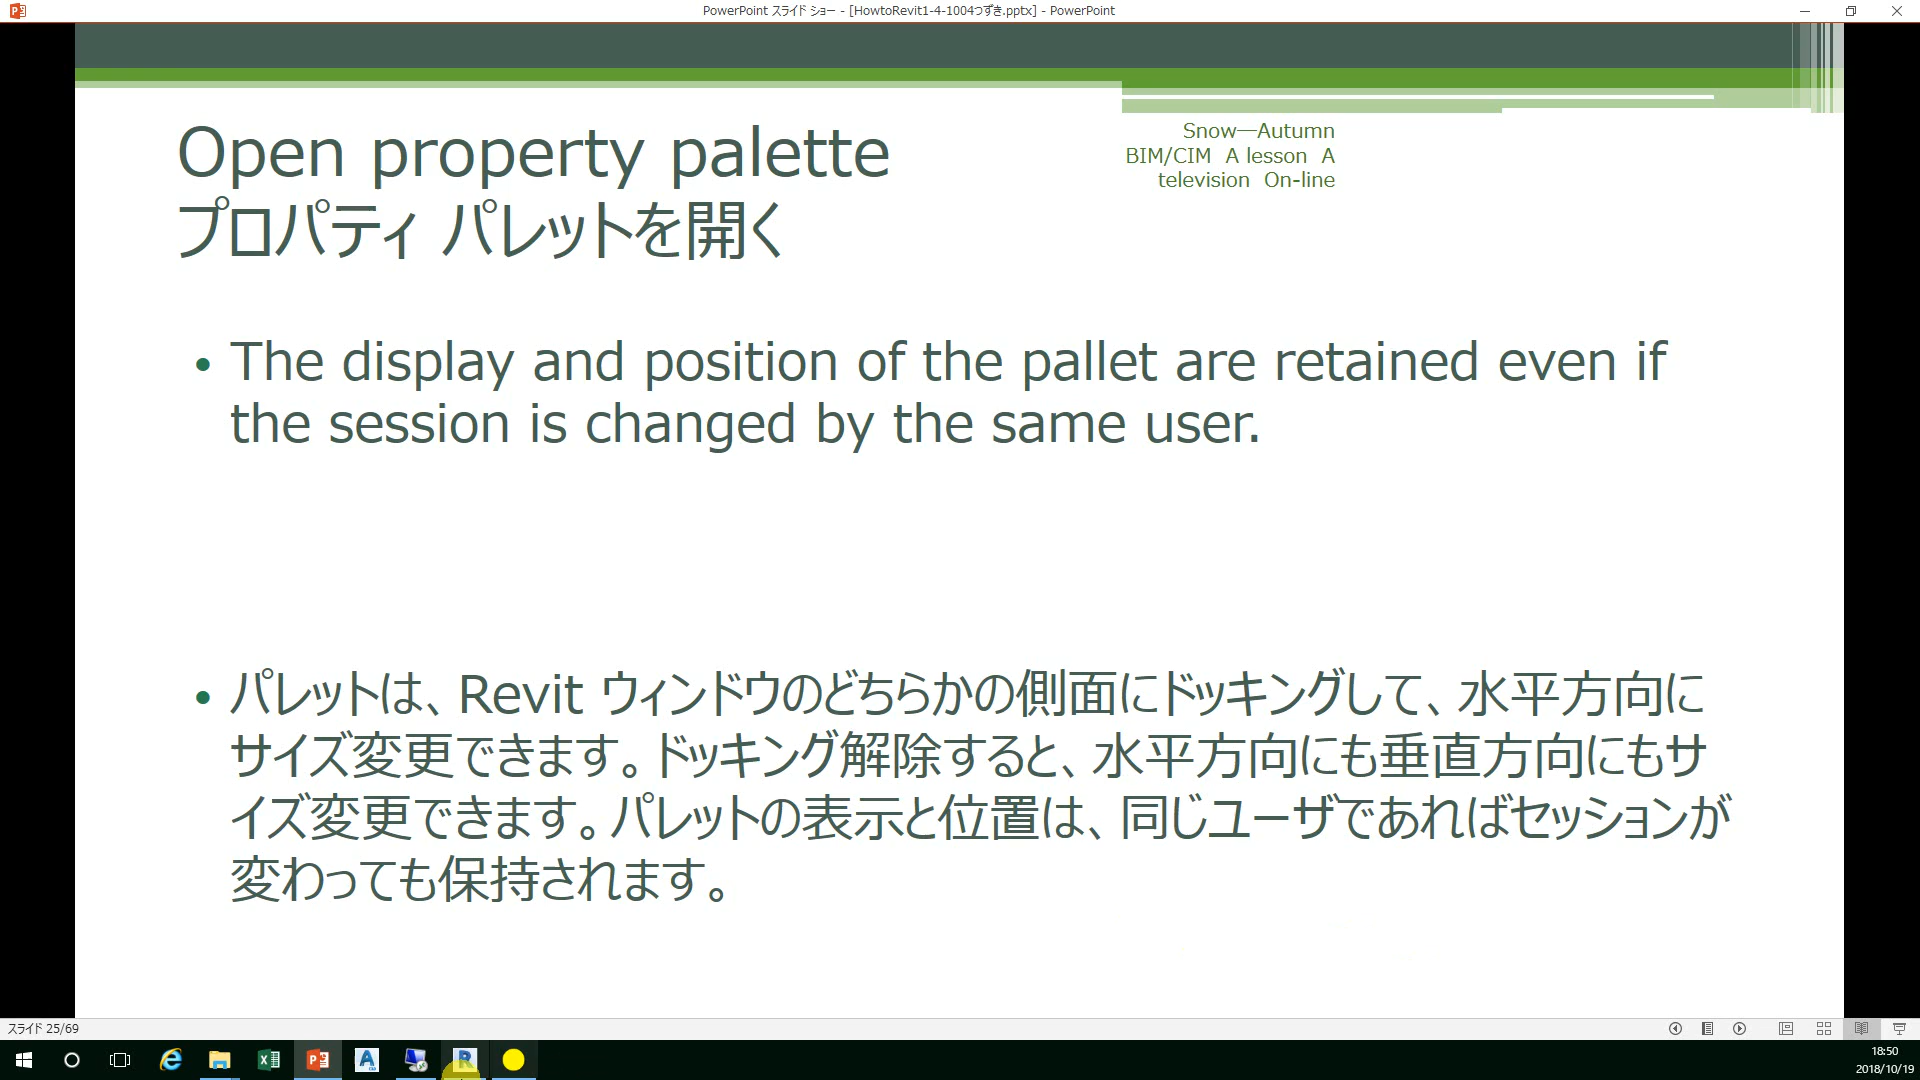 PowerPoint スライド ショー - [HowtoRevit1-4-1004つづき.pptx] - PowerPoint
Open property palette
プロパティ パレットを開く
Snow―Autumn
BIM/CIM A lesson A
television On-line
• The display and position of the pallet are retained even if
the session is changed by the same user.
• パレットは、Revit ウィンドウのどちらかの側面にドッキングして、水平方向に
サイズ変更できます。ドッキング解除すると、水平方向にも垂直方向にもサ
イズ変更できます。パレットの表示と位置は、同じユーザであればセッションが
変わっても保持されます。
スライド 25/69
18:50
2018/10/19